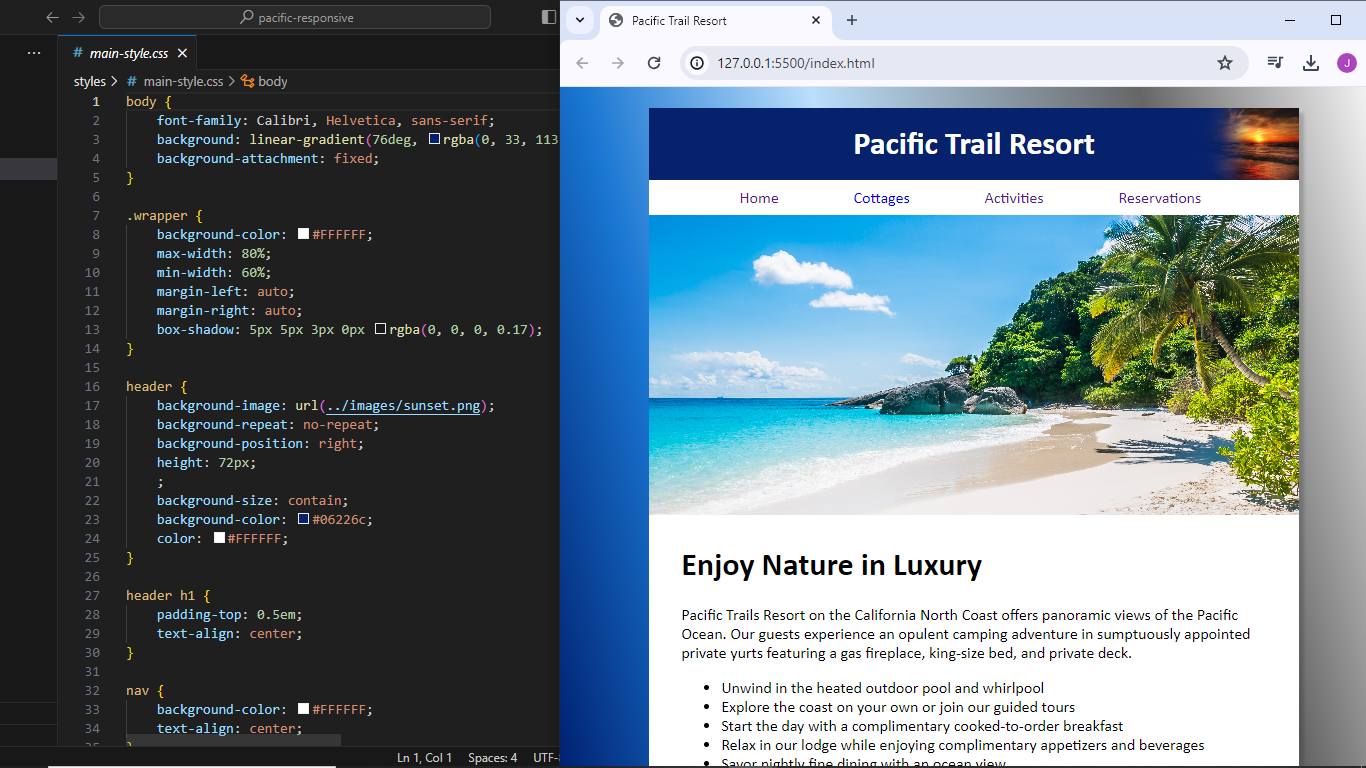 pacific-responsive
main-style.css
styles > main-style.css > body
1 body {
2 font-family: Calibri, Helvetica, sans-serif;
3 background: linear-gradient(76deg, rgba(0, 33, 113
4 background-attachment: fixed;
5 }
6
7 .wrapper {
8 background-color: #FFFFFF;
9 max-width: 80%;
10 min-width: 60%;
11 margin-left: auto;
12 margin-right: auto;
13 box-shadow: 5px 5px 3px 0px rgba(0, 0, 0, 0.17);
14 }
15
16 header {
17 background-image: url(../images/sunset.png);
18 background-repeat: no-repeat;
19 background-position: right;
20 height: 72px;
21 ;
22 background-size: contain;
23 background-color: #06226c;
24 color: #FFFFFF;
25 }
26
27 header h1 {
28 padding-top: 0.5em;
29 text-align: center;
30 }
31
32 nav {
33 background-color: #FFFFFF;
34 text-align: center;
35 }
Ln 1, Col 1 Spaces: 4 UTF-
Pacific Trail Resort
127.0.0.1:5500/index.html
J
Pacific Trail Resort
Home Cottages Activities Reservations
Enjoy Nature in Luxury
Pacific Trails Resort on the California North Coast offers panoramic views of the Pacific
Ocean. Our guests experience an opulent camping adventure in sumptuously appointed
private yurts featuring a gas fireplace, king-size bed, and private deck.
• Unwind in the heated outdoor pool and whirlpool
• Explore the coast on your own or join our guided tours
• Start the day with a complimentary cooked-to-order breakfast
• Relax in our lodge while enjoying complimentary appetizers and beverages
• Savor nightly fine dining with an ocean view